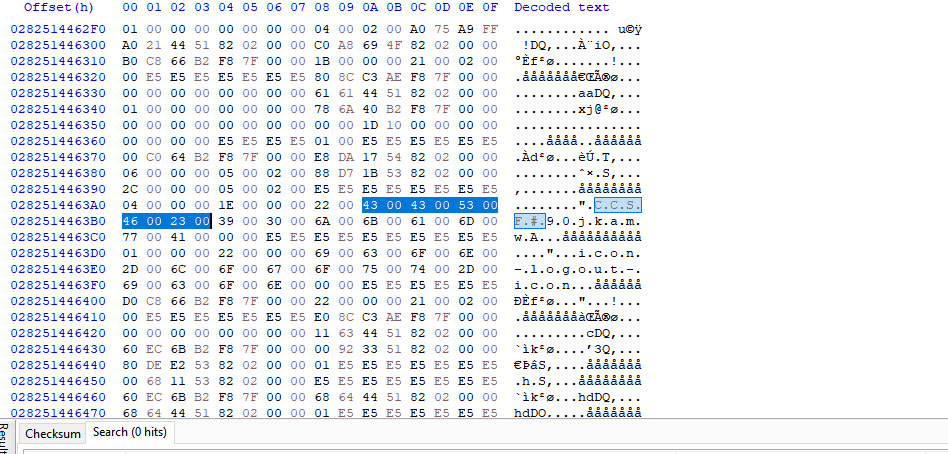 Offset(h) 00 01 02 03 04 05 06 07 08 09 0A 0B 0C 0D 0E 0F Decoded text
0282514462F0 01 00 00 00 00 00 00 00 04 00 02 00 A0 75 A9 FF ............ u©ÿ
028251446300 A0 21 44 51 82 02 00 00 C0 A8 69 4F 82 02 00 00  !DQ‚...À¨iO‚...
028251446310 B0 C8 66 B2 F8 7F 00 00 1B 00 00 00 21 00 02 00 °Èf²ø.......!...
028251446320 00 E5 E5 E5 E5 E5 E5 E5 80 8C C3 AE F8 7F 00 00 .ååååååå€ŒÃ®ø...
028251446330 00 00 00 00 00 00 00 00 61 61 44 51 82 02 00 00 ........aaDQ‚...
028251446340 01 00 00 00 00 00 00 00 78 6A 40 B2 F8 7F 00 00 ........xj@²ø...
028251446350 00 00 00 00 00 00 00 00 00 00 1D 10 00 00 00 00 ................
028251446360 00 00 00 00 E5 E5 E5 E5 01 00 E5 E5 E5 E5 E5 E5 ....åååå..åååååå
028251446370 00 C0 64 B2 F8 7F 00 00 E8 DA 17 54 82 02 00 00 .Àd²ø...èÚ.T‚...
028251446380 06 00 00 00 05 00 02 00 88 D7 1B 53 82 02 00 00 ........ˆ×.S‚...
028251446390 2C 00 00 00 05 00 02 00 E5 E5 E5 E5 E5 E5 E5 E5 ,.......åååååååå
0282514463A0 04 00 00 00 1E 00 00 00 22 00 43 00 43 00 53 00 ........".C.C.S.
0282514463B0 46 00 23 00 39 00 30 00 6A 00 6B 00 61 00 6D 00 F.#.9.0.j.k.a.m.
0282514463C0 77 00 41 00 00 00 E5 E5 E5 E5 E5 E5 E5 E5 E5 E5 w.A...åååååååååå
0282514463D0 01 00 00 00 22 00 00 00 69 00 63 00 6F 00 6E 00 ...."...i.c.o.n.
0282514463E0 2D 00 6C 00 6F 00 67 00 6F 00 75 00 74 00 2D 00 -.l.o.g.o.u.t.-.
0282514463F0 69 00 63 00 6F 00 6E 00 00 00 E5 E5 E5 E5 E5 E5 i.c.o.n...åååååå
028251446400 D0 C8 66 B2 F8 7F 00 00 22 00 00 00 21 00 02 00 ÐÈf²ø..."...!...
028251446410 00 E5 E5 E5 E5 E5 E5 E5 E0 8C C3 AE F8 7F 00 00 .åååååååàŒÃ®ø...
028251446420 00 00 00 00 00 00 00 00 11 63 44 51 82 02 00 00 .........cDQ‚...
028251446430 60 EC 6B B2 F8 7F 00 00 00 92 33 51 82 02 00 00 `ìk²ø....’3Q‚...
028251446440 80 DE E2 53 82 02 00 00 01 E5 E5 E5 E5 E5 E5 E5 €ÞâS‚....ååååååå
028251446450 00 68 11 53 82 02 00 00 E5 E5 E5 E5 E5 E5 E5 E5 .h.S‚...åååååååå
028251446460 60 EC 6B B2 F8 7F 00 00 68 64 44 51 82 02 00 00 `ìk²ø...hdDQ‚...
028251446470 68 64 44 51 82 02 00 00 01 E5 E5 E5 E5 E5 E5 E5 hdDQ‚....ååååååå
Result
Checksum Search (0 hits)